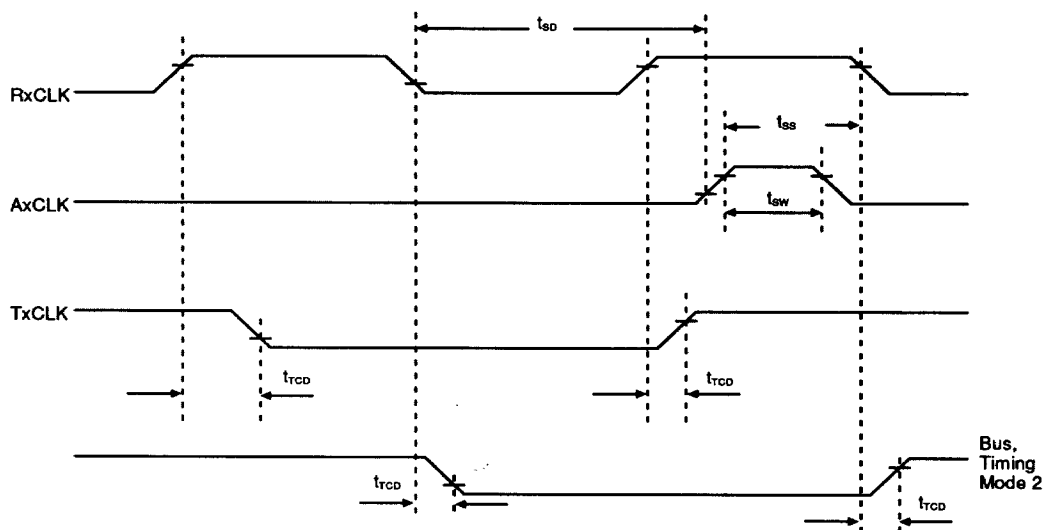 tSD
RxCLK
tSS
AxCLK
tSW
TxCLK
tTCD
tTCD
Bus,
Timing
Mode 2
tTCD
tTCD